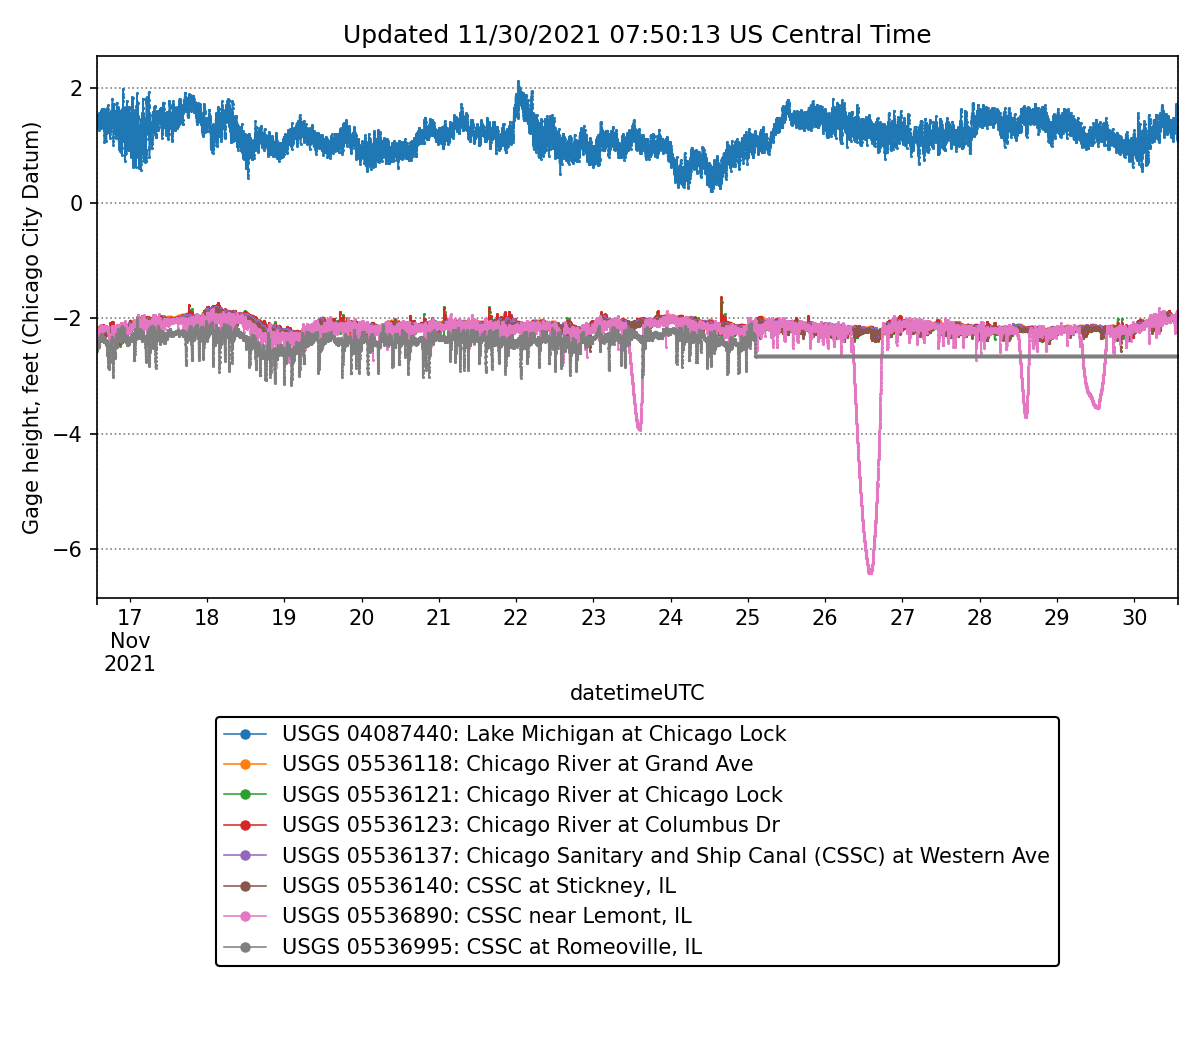 Updated 11/30/2021 07:50:13 US Central Time
Gage height, feet (Chicago City Datum)
2
0
−2
−4
−6
17 18 19 20 21 22 23 24 25 26 27 28 29 30
Nov
2021
datetimeUTC
USGS 04087440: Lake Michigan at Chicago Lock
USGS 05536118: Chicago River at Grand Ave
USGS 05536121: Chicago River at Chicago Lock
USGS 05536123: Chicago River at Columbus Dr
USGS 05536137: Chicago Sanitary and Ship Canal (CSSC) at Western Ave
USGS 05536140: CSSC at Stickney, IL
USGS 05536890: CSSC near Lemont, IL
USGS 05536995: CSSC at Romeoville, IL